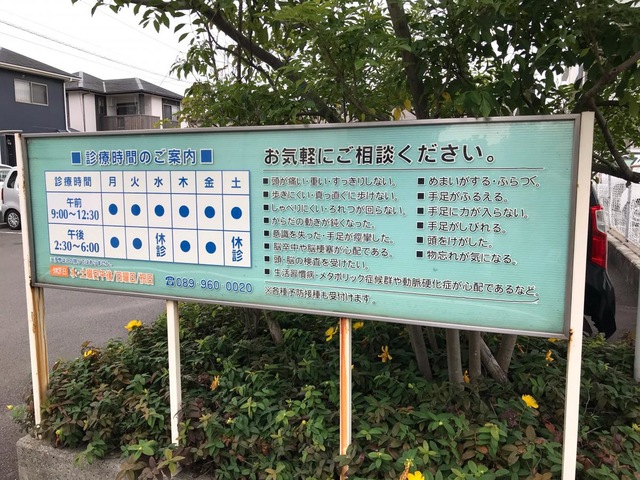 ■診療時間のご案内■
診療時間 月 火 水 木 金 土
午前 9:00～12:30 ● ● ● ● ● ●
午後 2:30～6:00 ● ● 休診 ● ● 休診
休診日
☎089-960-0020
お気軽にご相談ください。
■頭が痛い・重い・すっきりしない。
■歩きにくい・真っ直ぐに歩けない。
■しゃべりにくい・ろれつが回らない。
■からだの動きが鈍くなった。
■意識を失った・手足が痙攣した。
■脳卒中や脳梗塞が心配である。
■頭・脳の検査を受けたい。
■生活習慣病・メタボリック症候群や動脈硬化症が心配であるなど。
■めまいがする・ふらつく。
■手足がふるえる。
■手足に力が入らない。
■手足がしびれる。
■頭をけがした。
■物忘れが気になる。
※各種予防接種も受付けます。